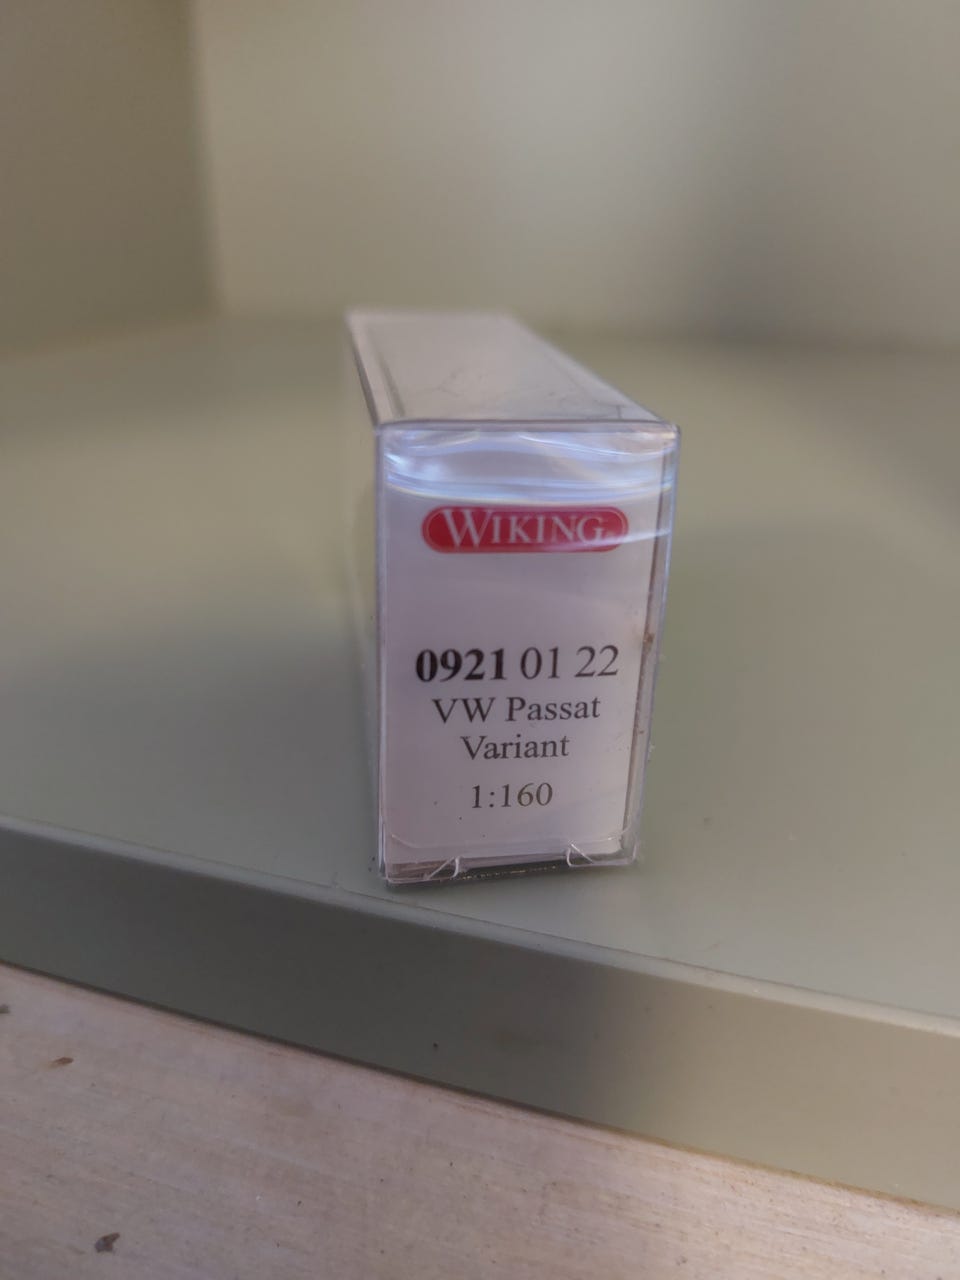 WIKING
0921 01 22
VW Passat
Variant
1:160